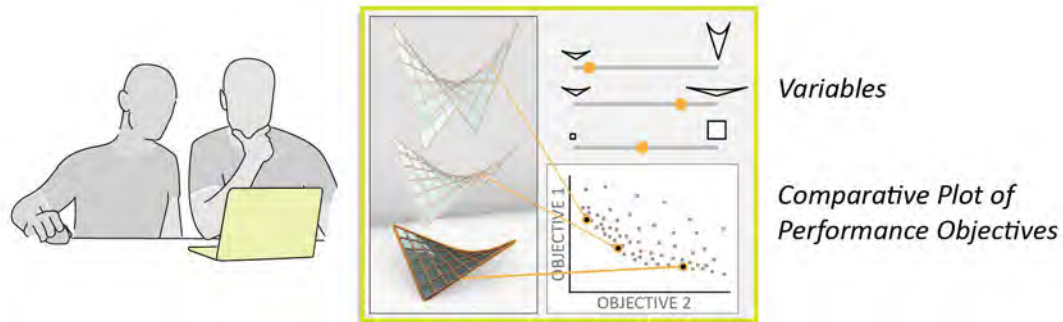 Variables
Comparative Plot of
Performance Objectives
OBJECTIVE 1
OBJECTIVE 2